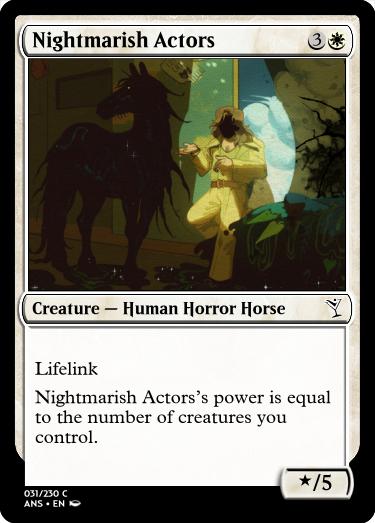 Nightmarish Actors 3
Creature — Human Horror Horse
Lifelink
Nightmarish Actors's power is equal
to the number of creatures you
control.
★/5
031/230 C
ANS • EN